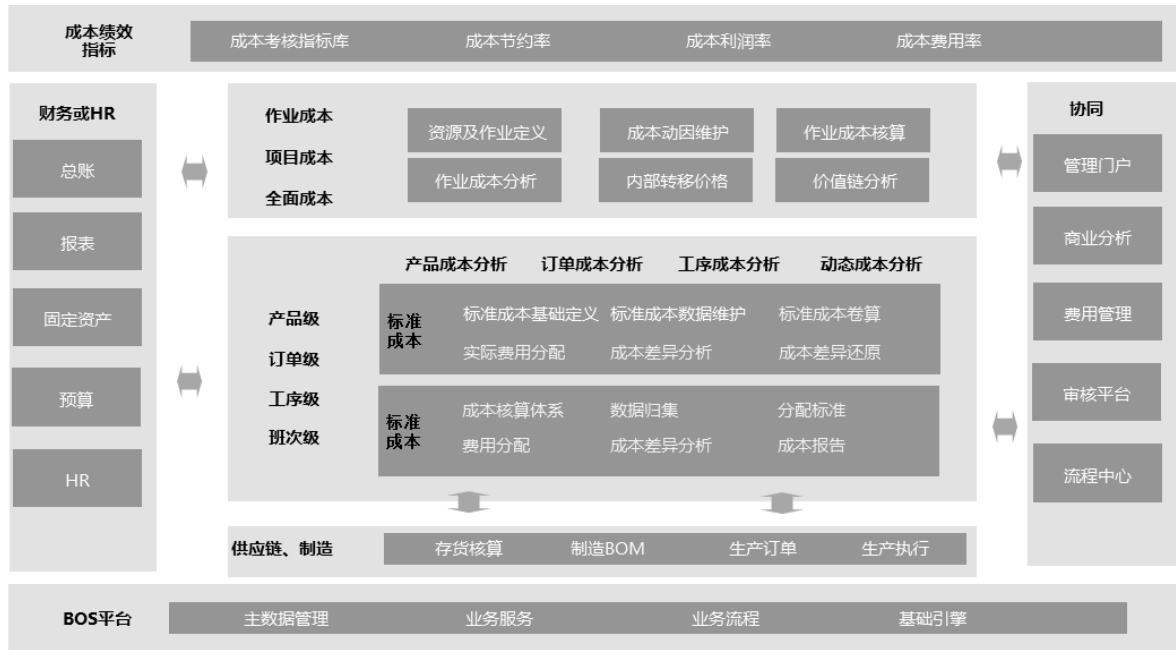 成本绩效
指标
成本考核指标库 成本节约率 成本利润率 成本费用率
财务或HR
总账
报表
固定资产
预算
HR
作业成本
项目成本
全面成本
资源及作业定义 成本动因维护 作业成本核算
作业成本分析 内部转移价格 价值链分析
产品成本分析 订单成本分析 工序成本分析 动态成本分析
产品级
订单级
工序级
班次级
标准
成本
标准成本基础定义 标准成本数据维护 标准成本卷算
实际费用分配 成本差异分析 成本差异还原
标准
成本
成本核算体系 数据归集 分配标准
费用分配 成本差异分析 成本报告
供应链、制造 存货核算 制造BOM 生产订单 生产执行
协同
管理门户
商业分析
费用管理
审核平台
流程中心
BOS平台 主数据管理 业务服务 业务流程 基础引擎